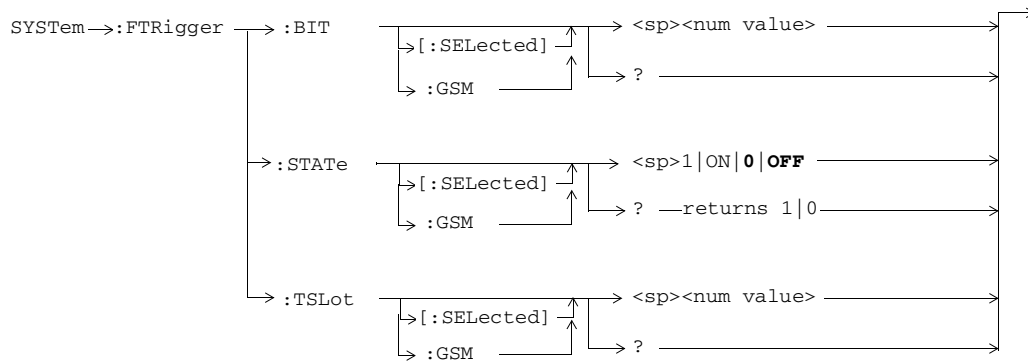 SYSTem :FTRigger :BIT <sp><num value>
[:SELected]
:GSM ?
:STATe <sp>1|ON|0|OFF
[:SELected]
:GSM ? returns 1|0
:TSLot <sp><num value>
[:SELected]
:GSM ?